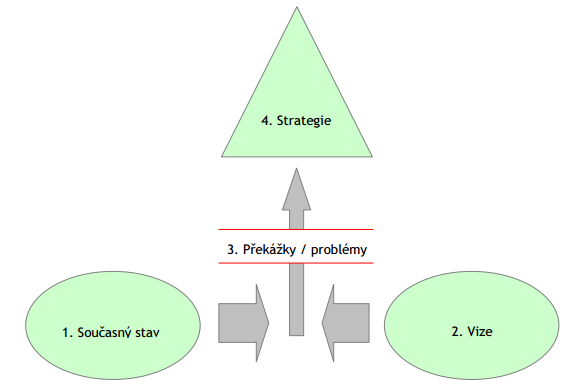 4. Strategie
3. Překážky / problémy
1. Současný stav
2. Vize